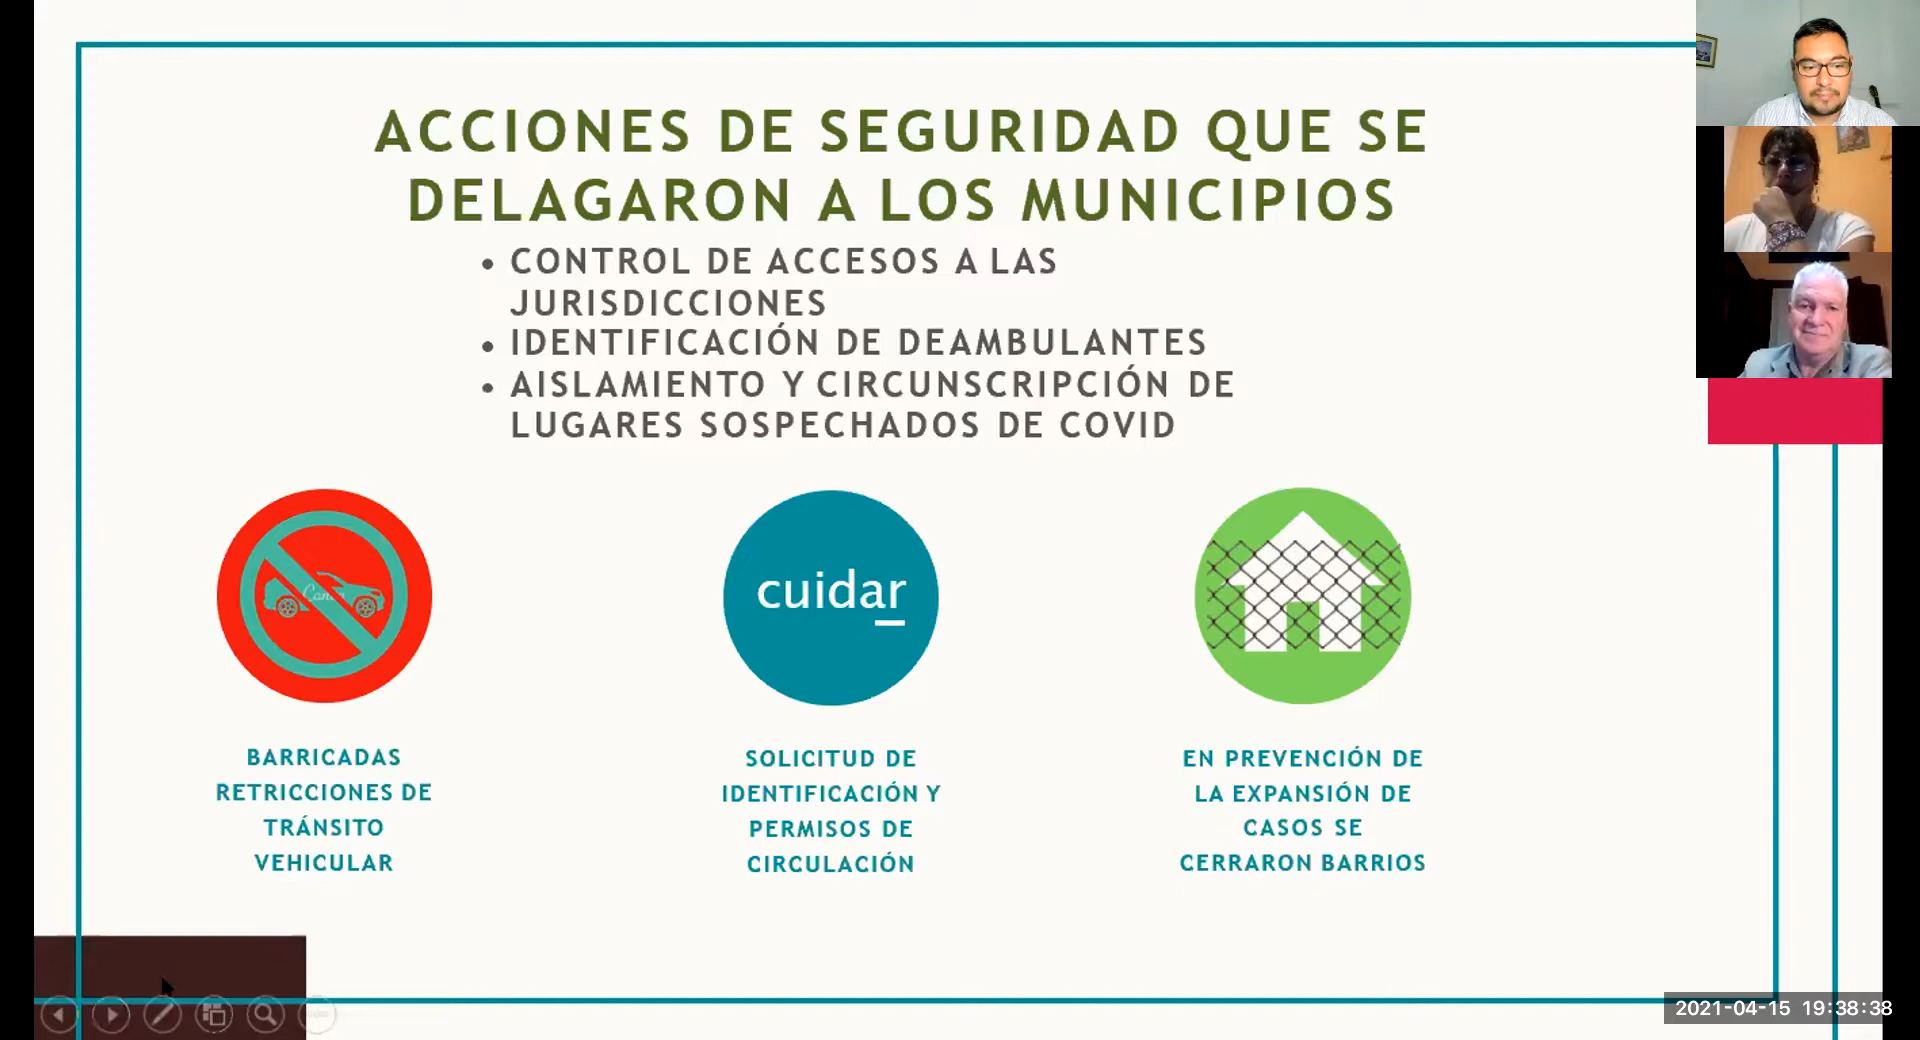 ACCIONES DE SEGURIDAD QUE SE
DELAGARON A LOS MUNICIPIOS
• CONTROL DE ACCESOS A LAS
JURISDICCIONES
• IDENTIFICACIÓN DE DEAMBULANTES
• AISLAMIENTO Y CIRCUNSCRIPCIÓN DE
LUGARES SOSPECHADOS DE COVID
cuidar
BARRICADAS
RETRICCIONES DE
TRÁNSITO
VEHICULAR
SOLICITUD DE
IDENTIFICACIÓN Y
PERMISOS DE
CIRCULACIÓN
EN PREVENCIÓN DE
LA EXPANSIÓN DE
CASOS SE
CERRARON BARRIOS
2021-04-15 19:38:38